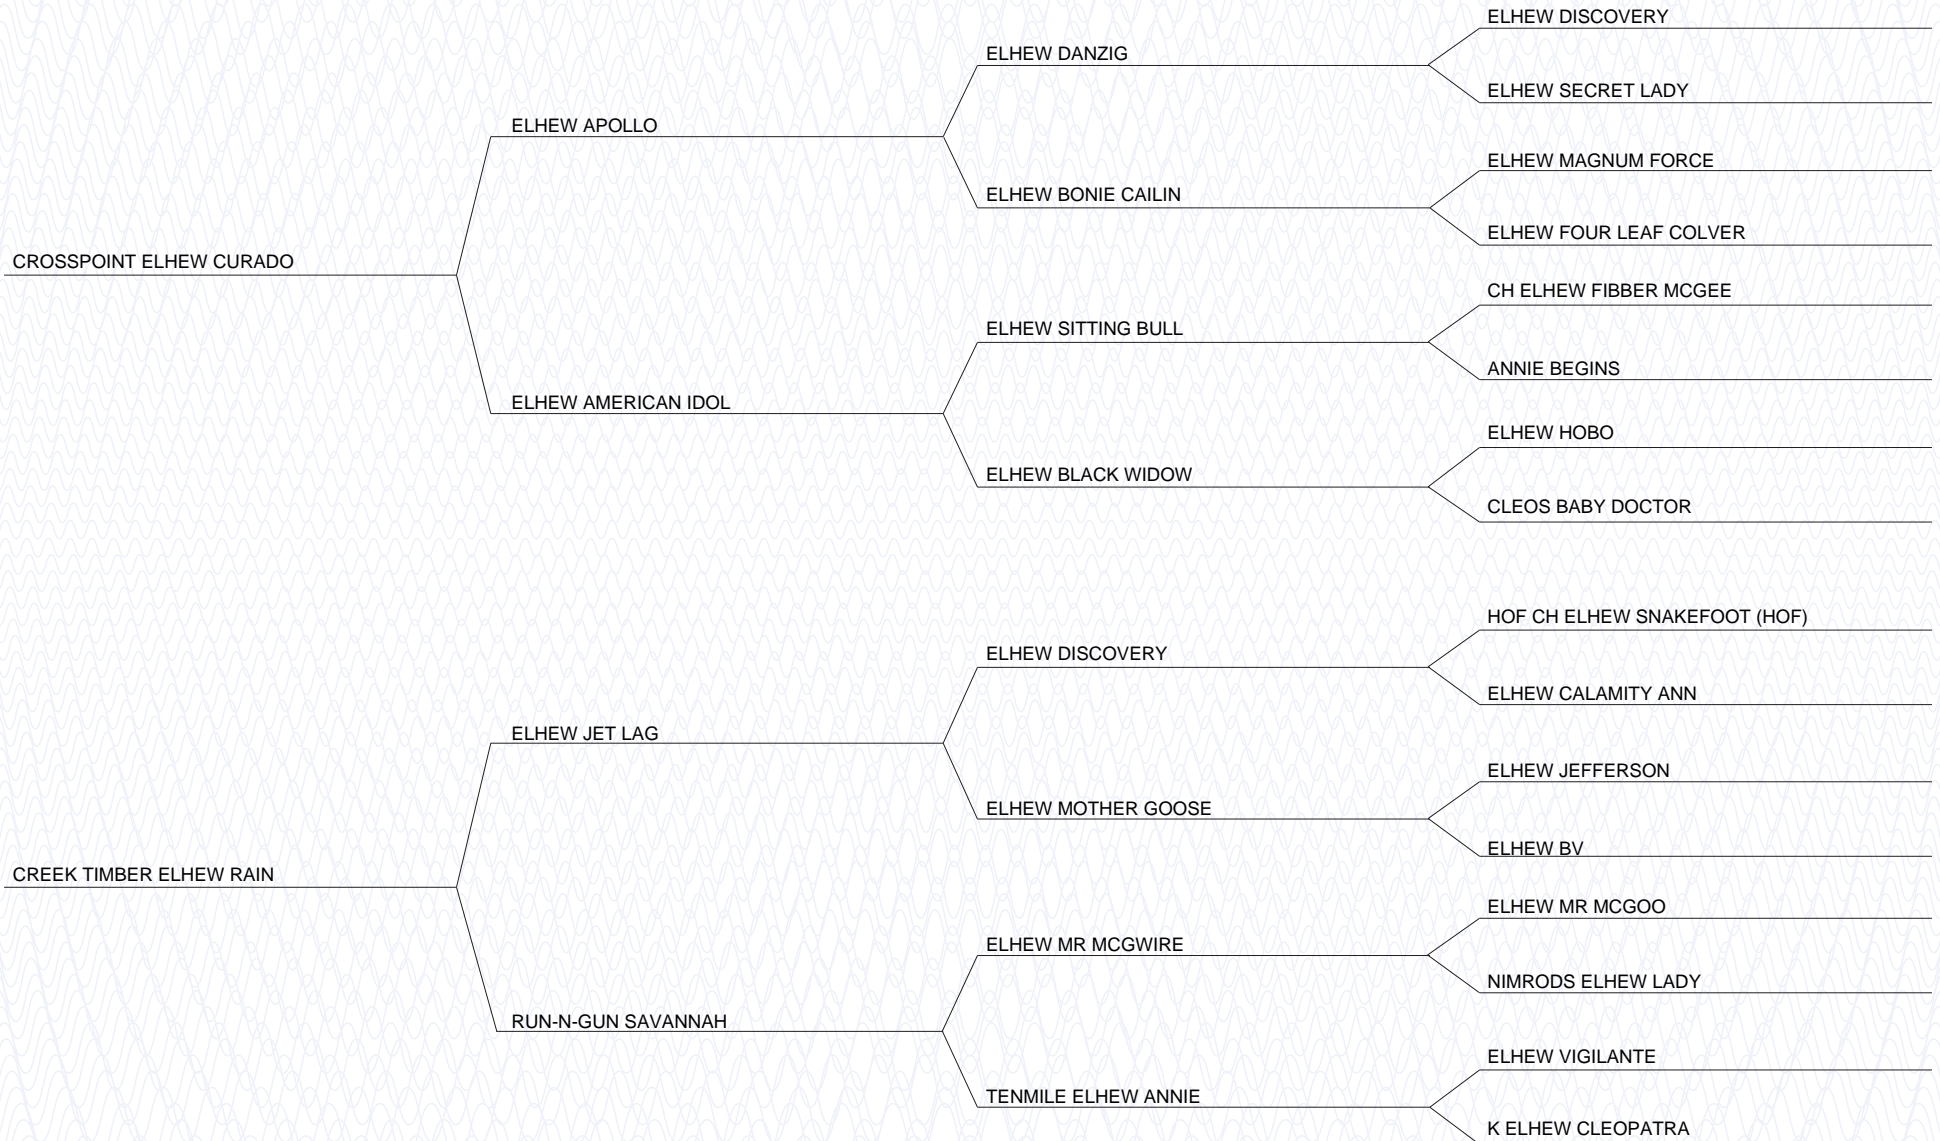 ELHEW DISCOVERY
ELHEW DANZIG
ELHEW SECRET LADY
ELHEW APOLLO
ELHEW MAGNUM FORCE
ELHEW BONIE CAILIN
ELHEW FOUR LEAF COLVER
CROSSPOINT ELHEW CURADO
CH ELHEW FIBBER MCGEE
ELHEW SITTING BULL
ANNIE BEGINS
ELHEW AMERICAN IDOL
ELHEW HOBO
ELHEW BLACK WIDOW
CLEOS BABY DOCTOR
HOF CH ELHEW SNAKEFOOT (HOF)
ELHEW DISCOVERY
ELHEW CALAMITY ANN
ELHEW JET LAG
ELHEW JEFFERSON
ELHEW MOTHER GOOSE
ELHEW BV
CREEK TIMBER ELHEW RAIN
ELHEW MR MCGOO
ELHEW MR MCGWIRE
NIMRODS ELHEW LADY
RUN-N-GUN SAVANNAH
ELHEW VIGILANTE
TENMILE ELHEW ANNIE
K ELHEW CLEOPATRA